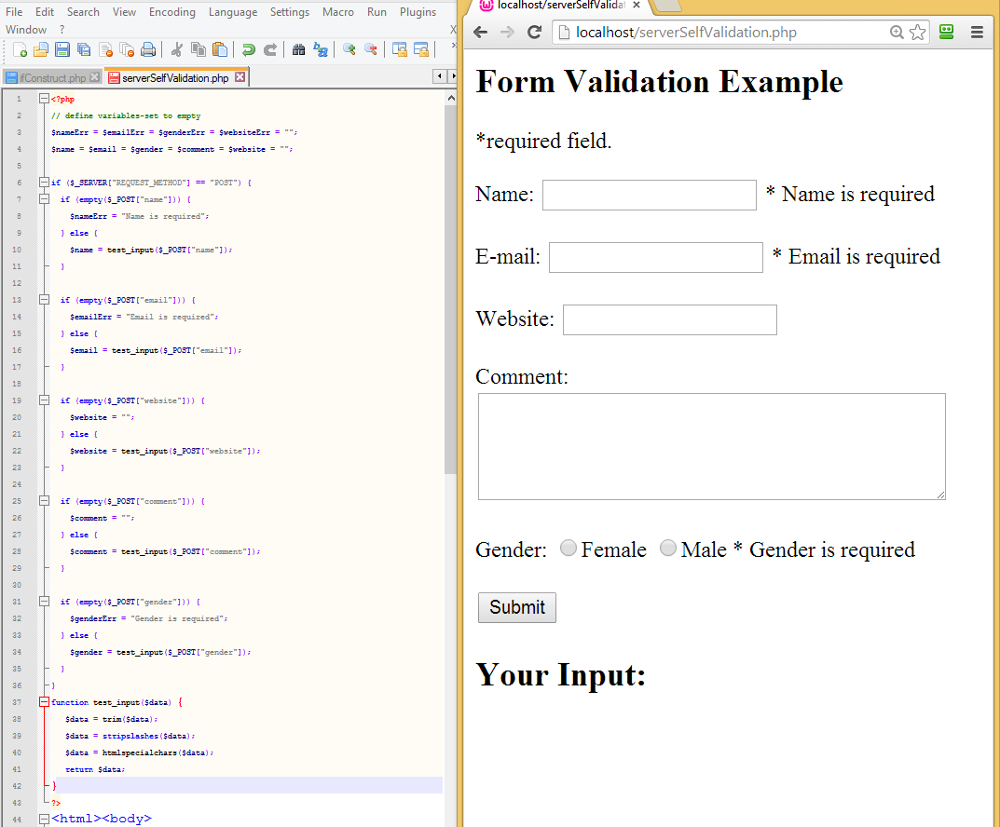 File Edit Search View Encoding Language Settings Macro Run Plugins
Window ? X
ifConstruct.php serverSelfValidation.php
1 <?php
2 // define variables-set to empty
3 $nameErr = $emailErr = $genderErr = $websiteErr = "";
4 $name = $email = $gender = $comment = $website = "";
5
6 if ($_SERVER["REQUEST_METHOD"] == "POST") {
7 if (empty($_POST["name"])) {
8 $nameErr = "Name is required";
9 } else {
10 $name = test_input($_POST["name"]);
11 }
12
13 if (empty($_POST["email"])) {
14 $emailErr = "Email is required";
15 } else {
16 $email = test_input($_POST["email"]);
17 }
18
19 if (empty($_POST["website"])) {
20 $website = "";
21 } else {
22 $website = test_input($_POST["website"]);
23 }
24
25 if (empty($_POST["comment"])) {
26 $comment = "";
27 } else {
28 $comment = test_input($_POST["comment"]);
29 }
30
31 if (empty($_POST["gender"])) {
32 $genderErr = "Gender is required";
33 } else {
34 $gender = test_input($_POST["gender"]);
35 }
36 }
37 function test_input($data) {
38 $data = trim($data);
39 $data = stripslashes($data);
40 $data = htmlspecialchars($data);
41 return $data;
42 }
43 ?>
44 <html><body>
localhost/serverSelfValidat
localhost/serverSelfValidation.php
Form Validation Example
*required field.
Name: * Name is required
E-mail: * Email is required
Website:
Comment:
Gender: Female Male * Gender is required
Submit
Your Input: